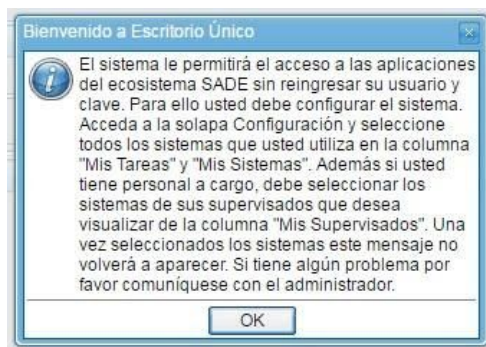 Bienvenido a Escritorio Único
El sistema le permitirá el acceso a las aplicaciones
del ecosistema SADE sin reingresar su usuario y
clave. Para ello usted debe configurar el sistema.
Acceda a la solapa Configuración y seleccione
todos los sistemas que usted utiliza en la columna
"Mis Tareas" y "Mis Sistemas". Además si usted
tiene personal a cargo, debe seleccionar los
sistemas de sus supervisados que desea
visualizar de la columna "Mis Supervisados". Una
vez seleccionados los sistemas este mensaje no
volverá a aparecer. Si tiene algún problema por
favor comuníquese con el administrador.
OK